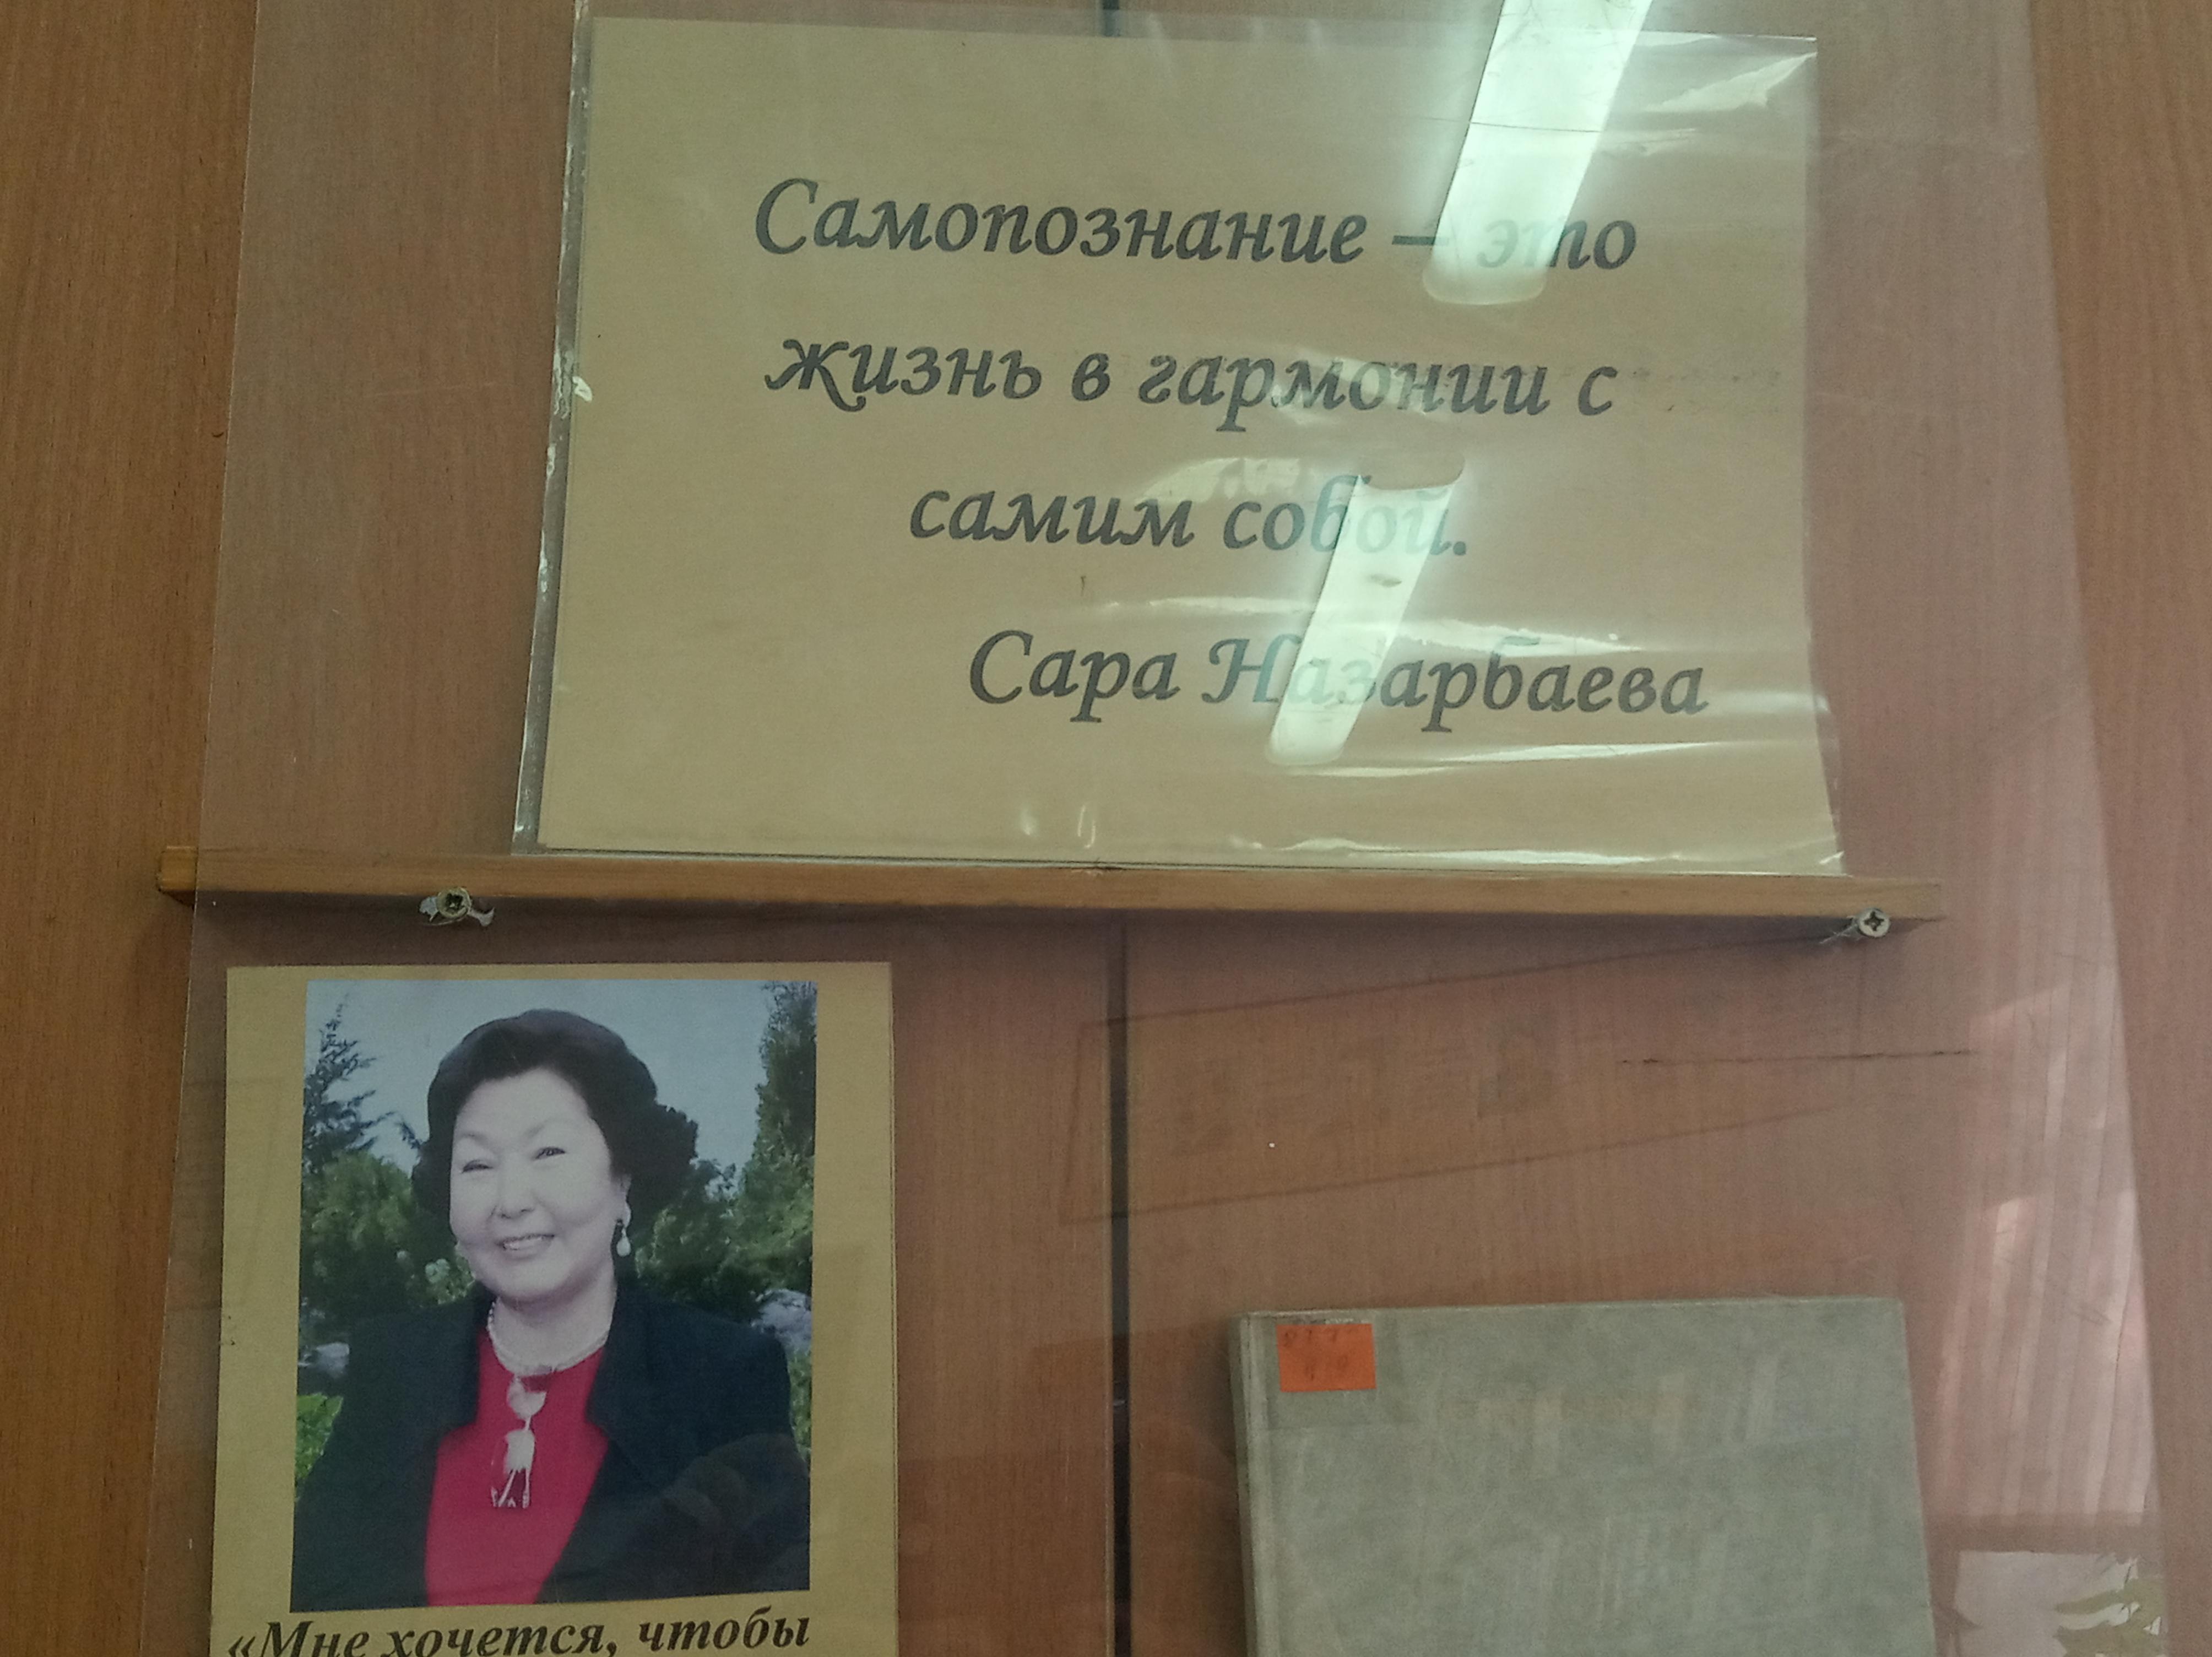 Самопознание – это
жизнь в гармонии с
самим собой.
Сара Назарбаева
«Мне хочется, чтобы